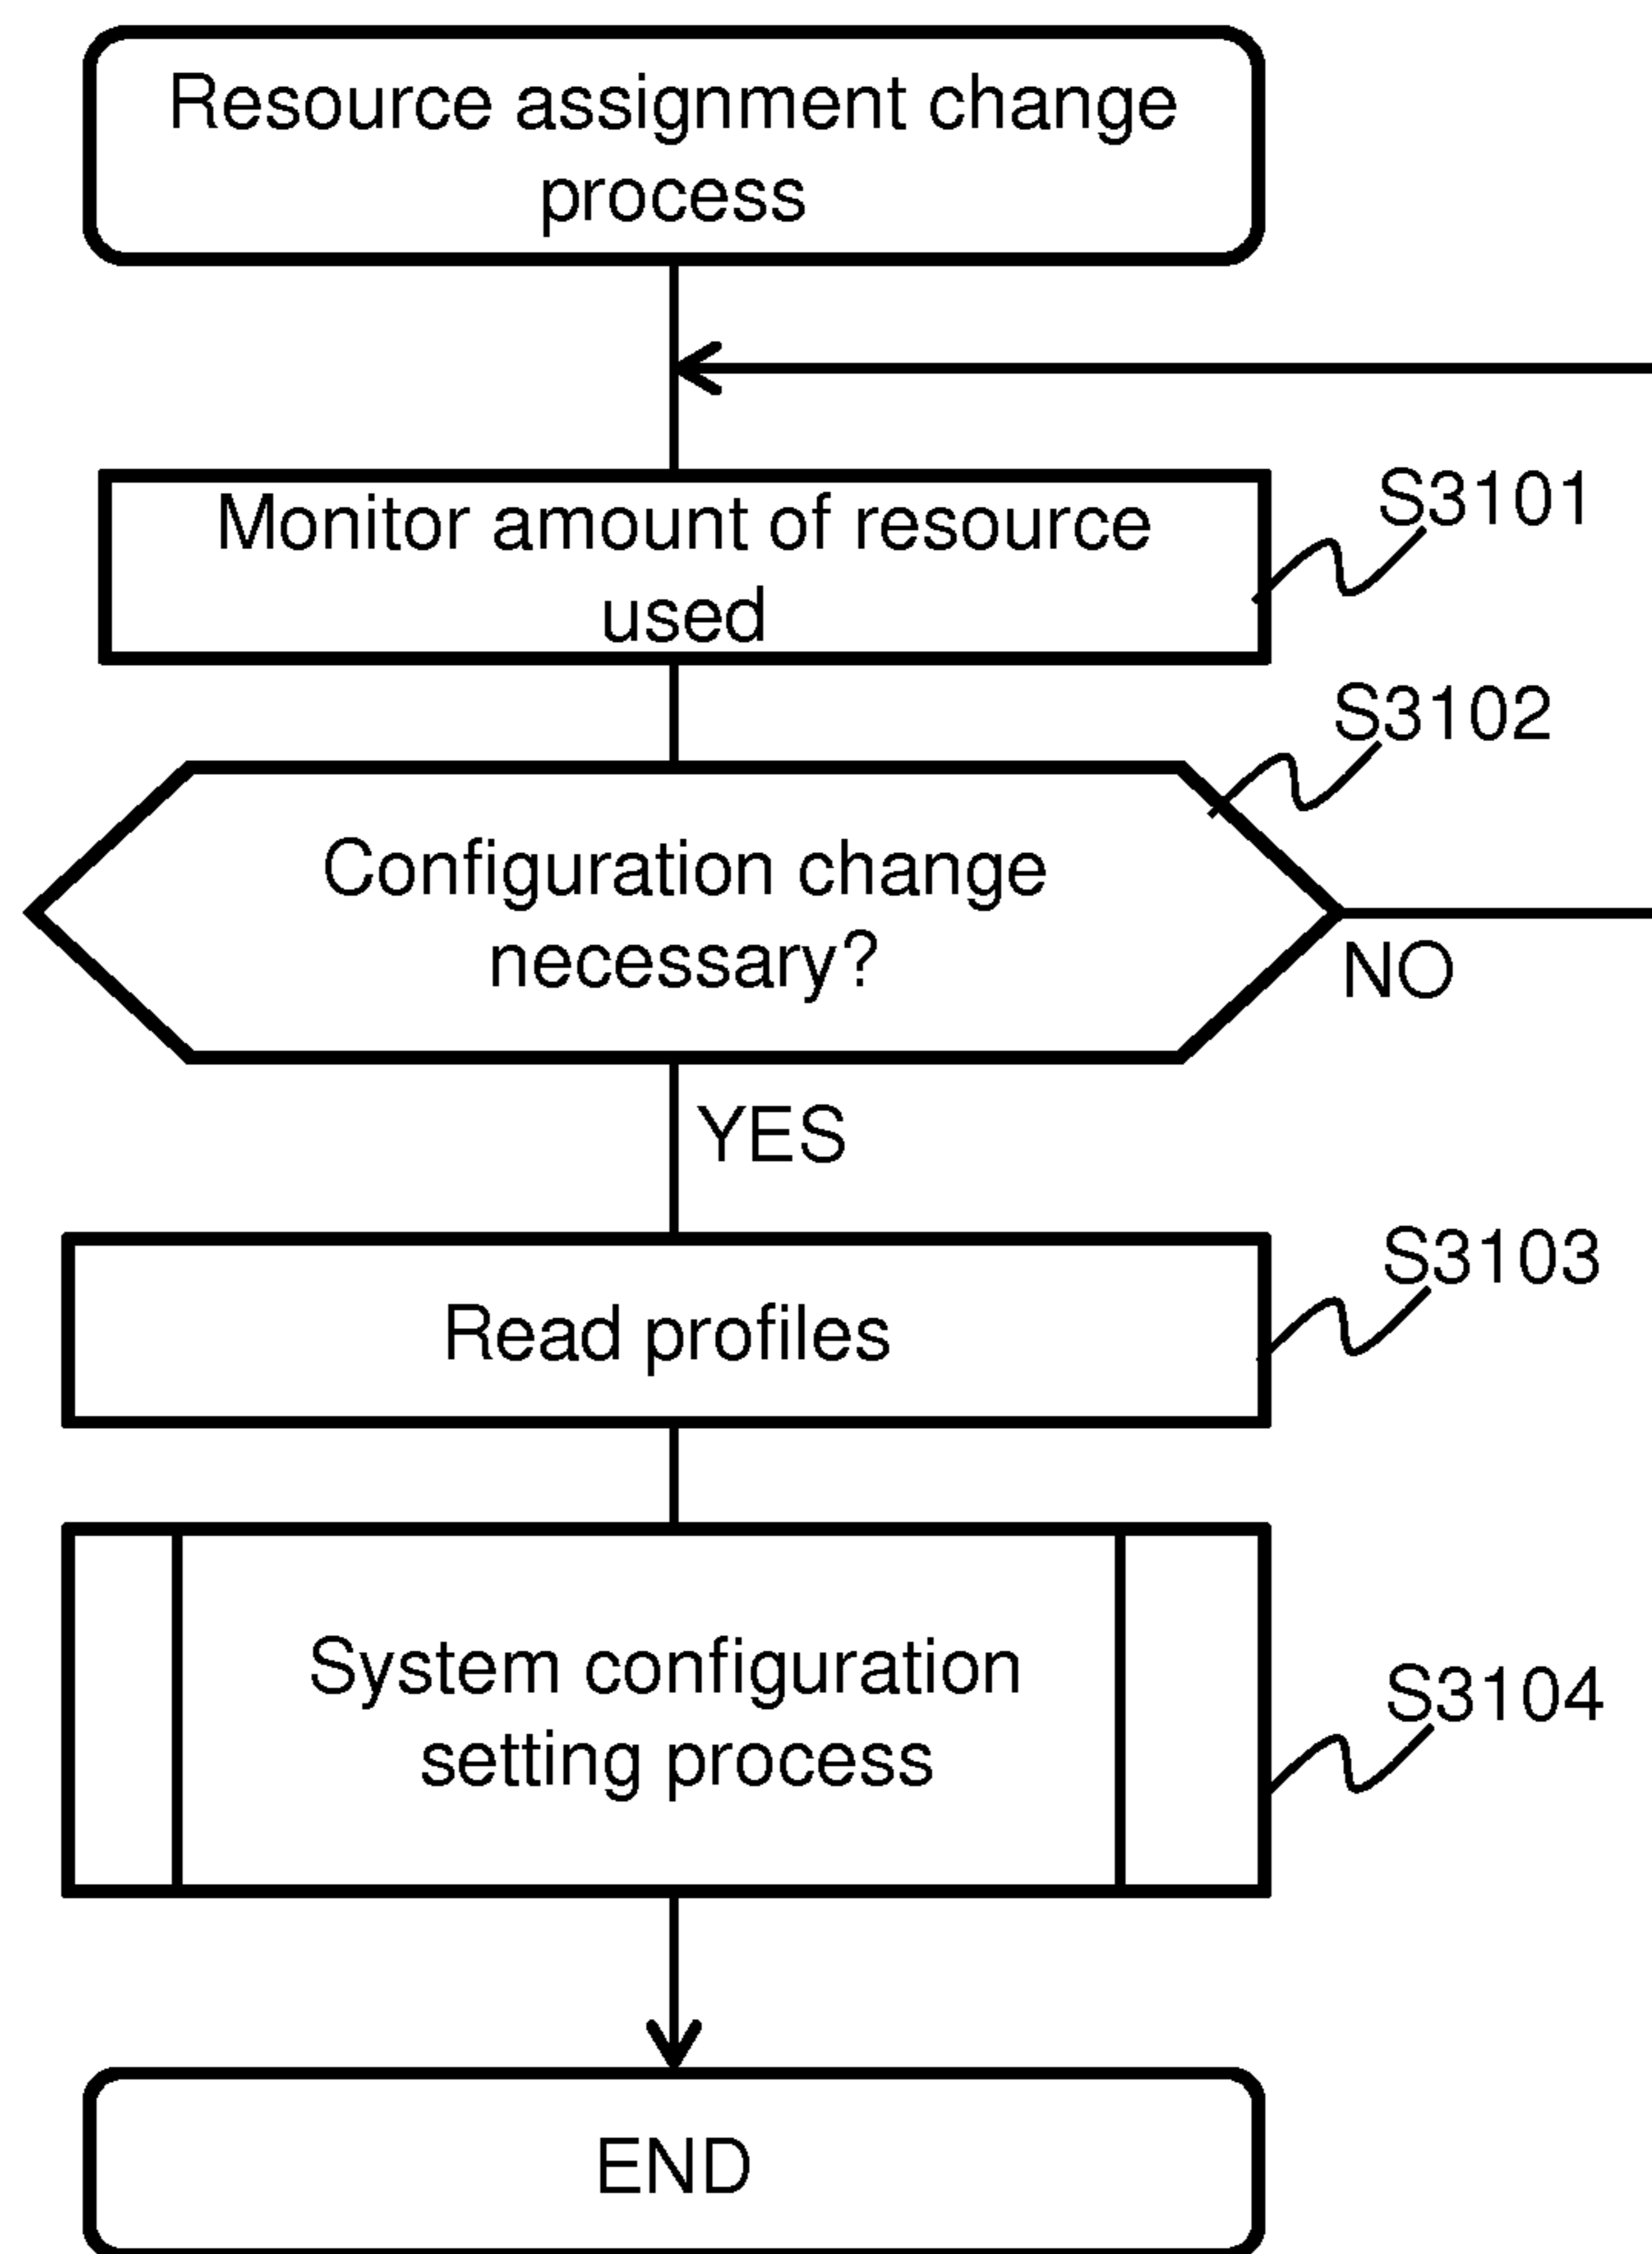 Resource assignment change
process
Monitor amount of resource
used
S3101
S3102
Configuration change
necessary?
NO
YES
S3103
Read profiles
System configuration
setting process
S3104
END